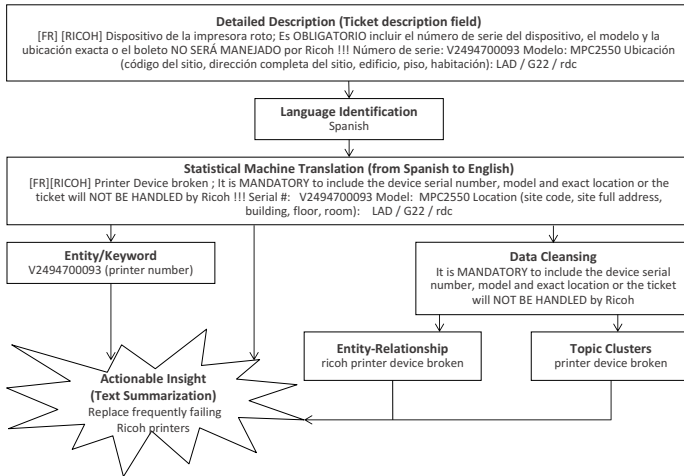 Detailed Description (Ticket description field)
[FR] [RICOH] Dispositivo de la impresora roto; Es OBLIGATORIO incluir el número de serie del dispositivo, el modelo y la
ubicación exacta o el boleto NO SERÁ MANEJADO por Ricoh !!! Número de serie: V2494700093 Modelo: MPC2550 Ubicación
(código del sitio, dirección completa del sitio, edificio, piso, habitación): LAD / G22 / rdc
Language Identification
Spanish
Statistical Machine Translation (from Spanish to English)
[FR][RICOH] Printer Device broken ; It is MANDATORY to include the device serial number, model and exact location or the
ticket will NOT BE HANDLED by Ricoh !!! Serial #: V2494700093 Model: MPC2550 Location (site code, site full address,
building, floor, room): LAD / G22 / rdc
Entity/Keyword
V2494700093 (printer number)
Data Cleansing
It is MANDATORY to include the device serial
number, model and exact location or the ticket
will NOT BE HANDLED by Ricoh
Entity-Relationship
ricoh printer device broken
Topic Clusters
printer device broken
Actionable Insight
(Text Summarization)
Replace frequently failing
Ricoh printers